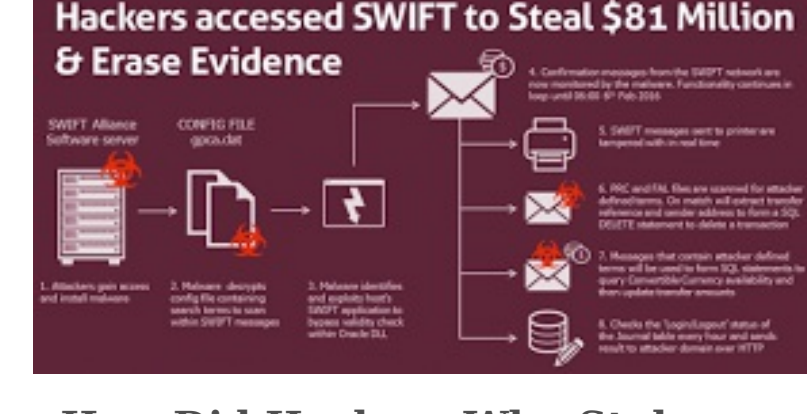 Hackers accessed SWIFT to Steal $81 Million
& Erase Evidence
SWIFT Alliance
Software server
CONFIG FILE
gpca.dat
1. Attackers gain access
and install malware
2. Malware decrypts
config file containing
search terms to scan
within SWIFT messages
3. Malware identifies
and exploits host's
SWIFT application to
bypass validity check
within Oracle DLL
4. Confirmation messages from the SWIFT network are
now monitored by the malware. Functionality continues in
loop until 06:00 6th Feb 2016
5. SWIFT messages sent to printer are
tampered with in real time
6. PRC and FAL files are scanned for attacker
defined terms. On match will extract transfer
reference and sender address to form a SQL
DELETE statement to delete a transaction
7. Messages that contain attacker defined
terms will be used to form SQL statements to
query Convertible Currency availability and
then update transfer amounts
8. Checks the 'Login/Logout' status of
the Journal table every hour and sends
result to attacker domain over HTTP